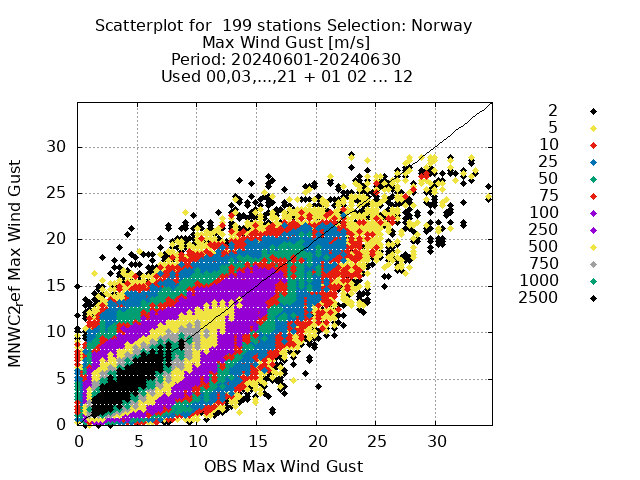 Scatterplot for 199 stations Selection: Norway
Max Wind Gust [m/s]
Period: 20240601-20240630
Used 00,03,...,21 + 01 02 ... 12
MNWC2,ef Max Wind Gust
30
25
20
15
10
5
0
0 5 10 15 20 25 30
OBS Max Wind Gust
2
5
10
25
50
75
100
250
500
750
1000
2500